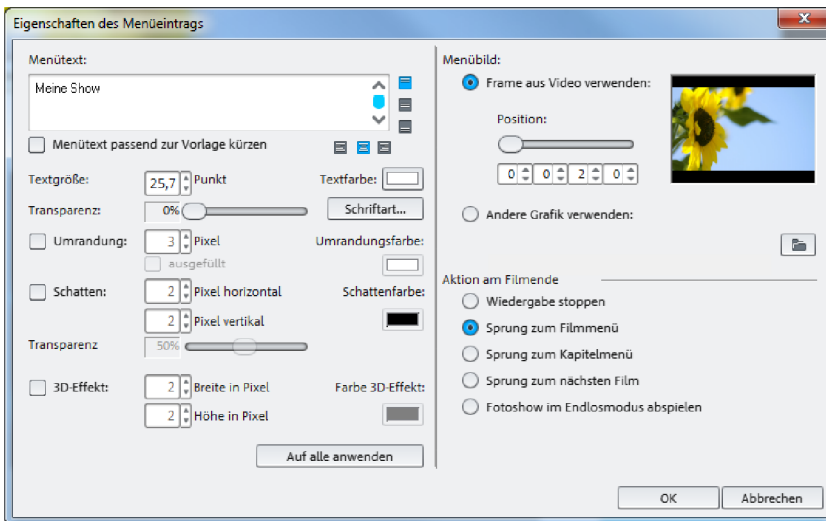 Eigenschaften des Menüeintrags
Menütext:
Meine Show
Menütext passend zur Vorlage kürzen
Textgröße: 25,7 Punkt Textfarbe:
Transparenz: 0% Schriftart...
Umrandung: 3 Pixel Umrandungsfarbe:
ausgefüllt
Schatten: 2 Pixel horizontal Schattenfarbe:
2 Pixel vertikal
Transparenz 50%
3D-Effekt: 2 Breite in Pixel Farbe 3D-Effekt:
2 Höhe in Pixel
Auf alle anwenden
Menübild:
Frame aus Video verwenden:
Position:
0 0 2 0
Andere Grafik verwenden:
Aktion am Filmende
Wiedergabe stoppen
Sprung zum Filmmenü
Sprung zum Kapitelmenü
Sprung zum nächsten Film
Fotoshow im Endlosmodus abspielen
OK Abbrechen